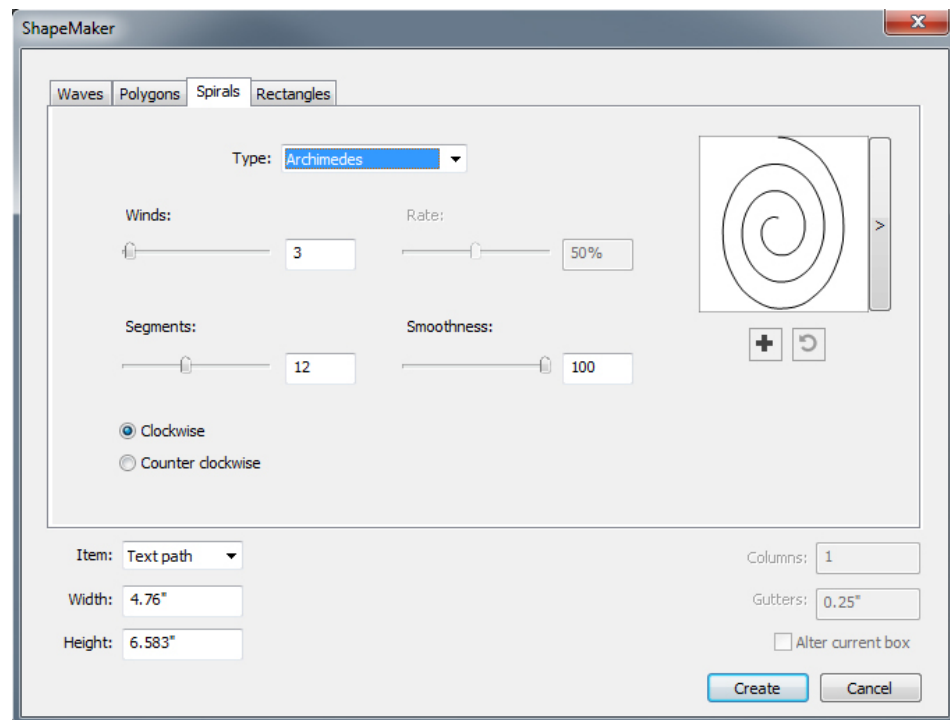 ShapeMaker
Waves Polygons Spirals Rectangles
Type: Archimedes
>
Winds: Rate:
3 50%
Segments: Smoothness:
12 100
Clockwise
Counter clockwise
Item: Text path Columns: 1
Width: 4.76" Gutters: 0.25"
Height: 6.583" Alter current box
Create Cancel